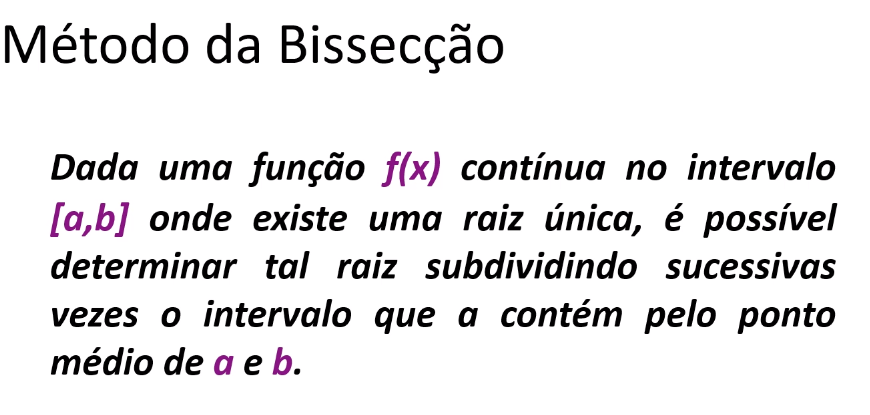 Método da Bissecção
Dada uma função f(x) contínua no intervalo
[a,b] onde existe uma raiz única, é possível
determinar tal raiz subdividindo sucessivas
vezes o intervalo que a contém pelo ponto
médio de a e b.